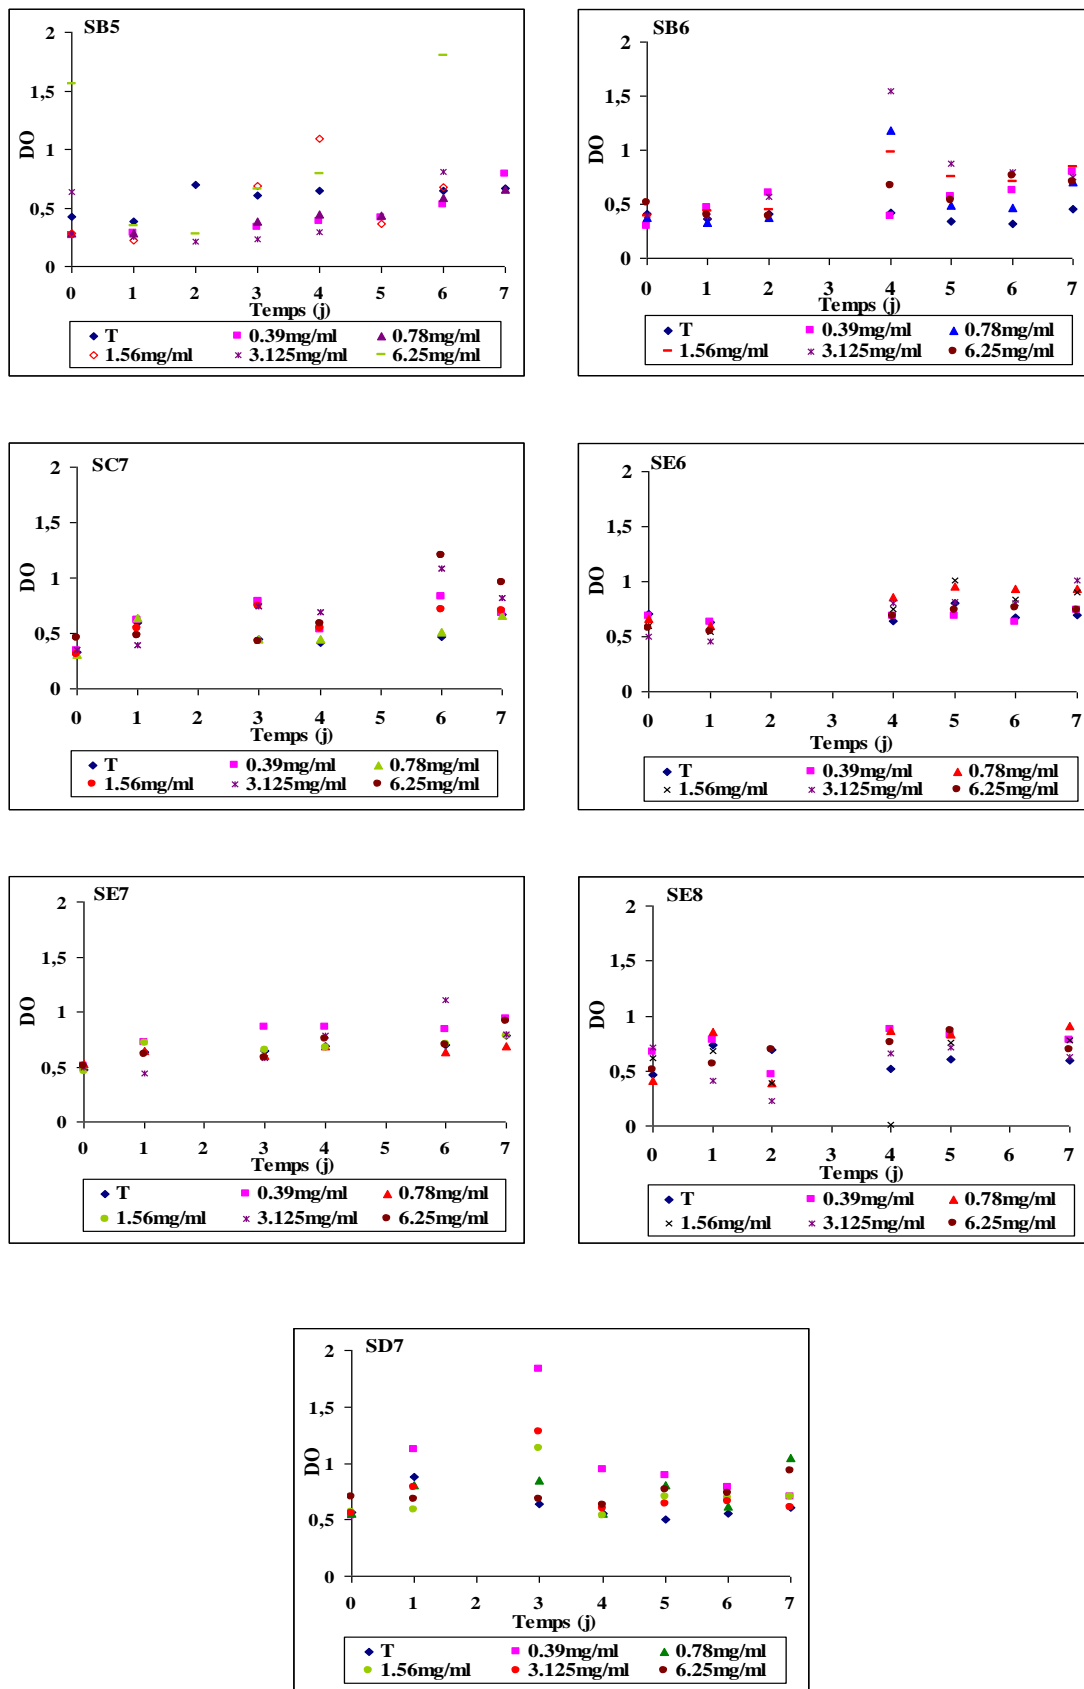 SB5
2
1,5
1
0,5
0
DO
0 1 2 3 4 5 6 7
Temps (j)
T 0.39mg/ml 0.78mg/ml
1.56mg/ml 3.125mg/ml 6.25mg/ml
SB6
2
1,5
1
0,5
0
DO
0 1 2 3 4 5 6 7
Temps (j)
T 0.39mg/ml 0.78mg/ml
1.56mg/ml 3.125mg/ml 6.25mg/ml
SC7
2
1,5
1
0,5
0
DO
0 1 2 3 4 5 6 7
Temps (j)
T 0.39mg/ml 0.78mg/ml
1.56mg/ml 3.125mg/ml 6.25mg/ml
SE6
2
1,5
1
0,5
0
DO
0 1 2 3 4 5 6 7
Temps (j)
T 0.39mg/ml 0.78mg/ml
1.56mg/ml 3.125mg/ml 6.25mg/ml
SE7
2
1,5
1
0,5
0
DO
0 1 2 3 4 5 6 7
Temps (j)
T 0.39mg/ml 0.78mg/ml
1.56mg/ml 3.125mg/ml 6.25mg/ml
SE8
2
1,5
1
0,5
0
DO
0 1 2 3 4 5 6 7
Temps (j)
T 0.39mg/ml 0.78mg/ml
1.56mg/ml 3.125mg/ml 6.25mg/ml
SD7
2
1,5
1
0,5
0
DO
0 1 2 3 4 5 6 7
Temps (j)
T 0.39mg/ml 0.78mg/ml
1.56mg/ml 3.125mg/ml 6.25mg/ml